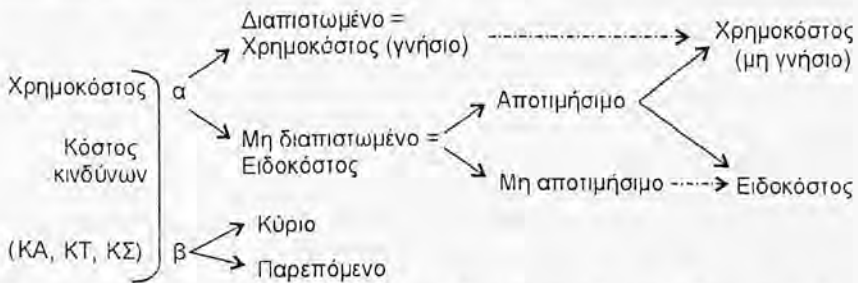 Διαπιστωμένο =
Χρημοκάστος (γνήσιο)
Χρημοκόστος
(μη γνήσιο)
Χρημοκόστος
α
Αποτιμήσιμο
Κόστος
κινδύνων
Μη διαπιστωμένο =
Ειδοκόστος
Μη αποτιμήσιμο
Ειδοκόστος
Κύριο
(ΚΑ, ΚΤ, ΚΣ)
β
Παρεπόμενο